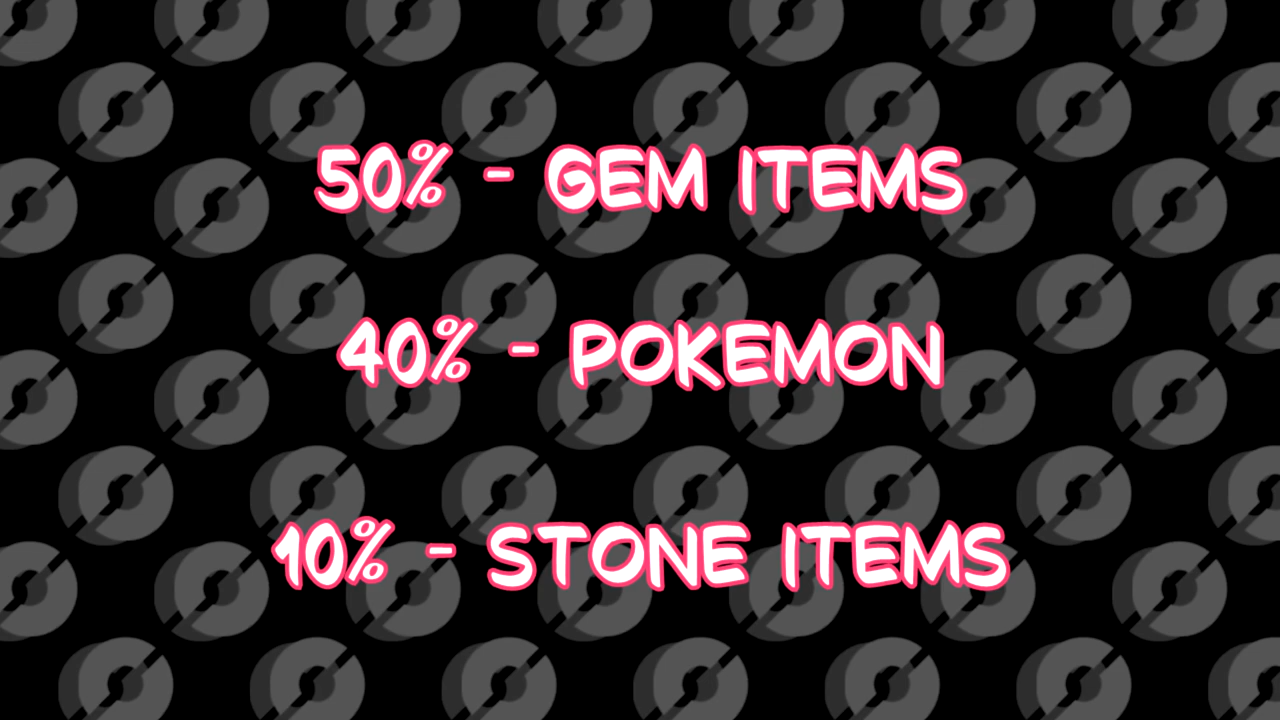 50% - GEM ITEMS
40% - POKEMON
10% - STONE ITEMS